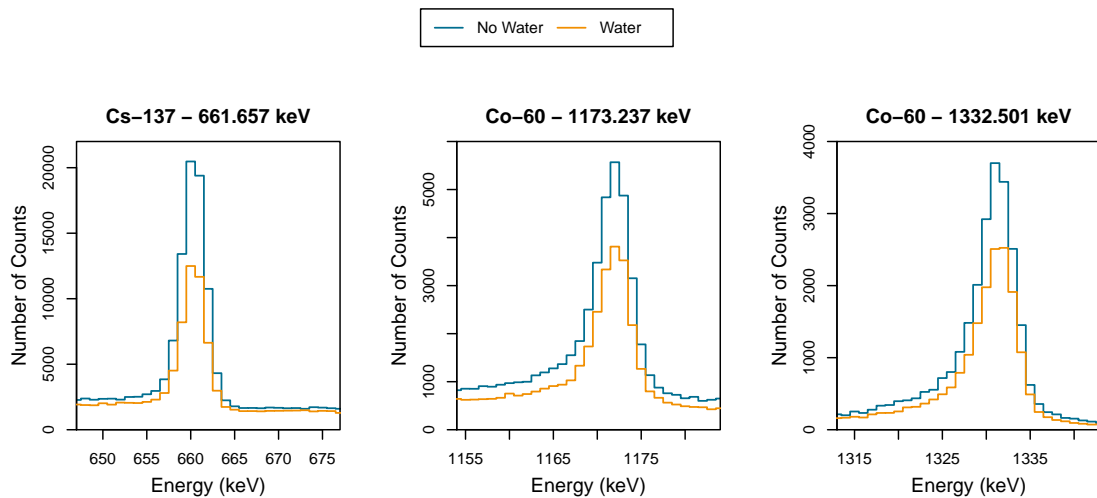 No Water Water
Cs−137 − 661.657 keV
Number of Counts
0 5000 10000 15000 20000
650 655 660 665 670 675
Energy (keV)
Co−60 − 1173.237 keV
Number of Counts
0 1000 3000 5000
1155 1165 1175
Energy (keV)
Co−60 − 1332.501 keV
Number of Counts
0 1000 2000 3000 4000
1315 1325 1335
Energy (keV)